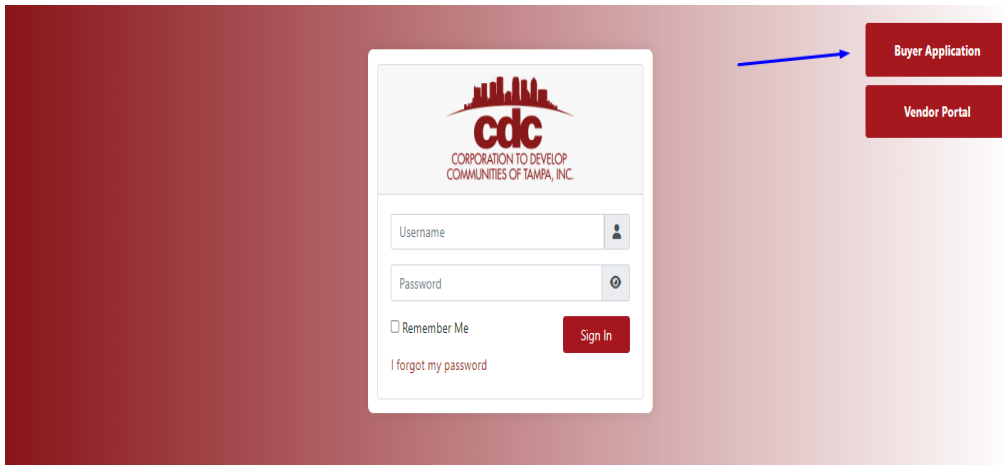 Buyer Application
Vendor Portal
cdc
CORPORATION TO DEVELOP
COMMUNITIES OF TAMPA, INC.
Username
Password
Remember Me
Sign In
I forgot my password